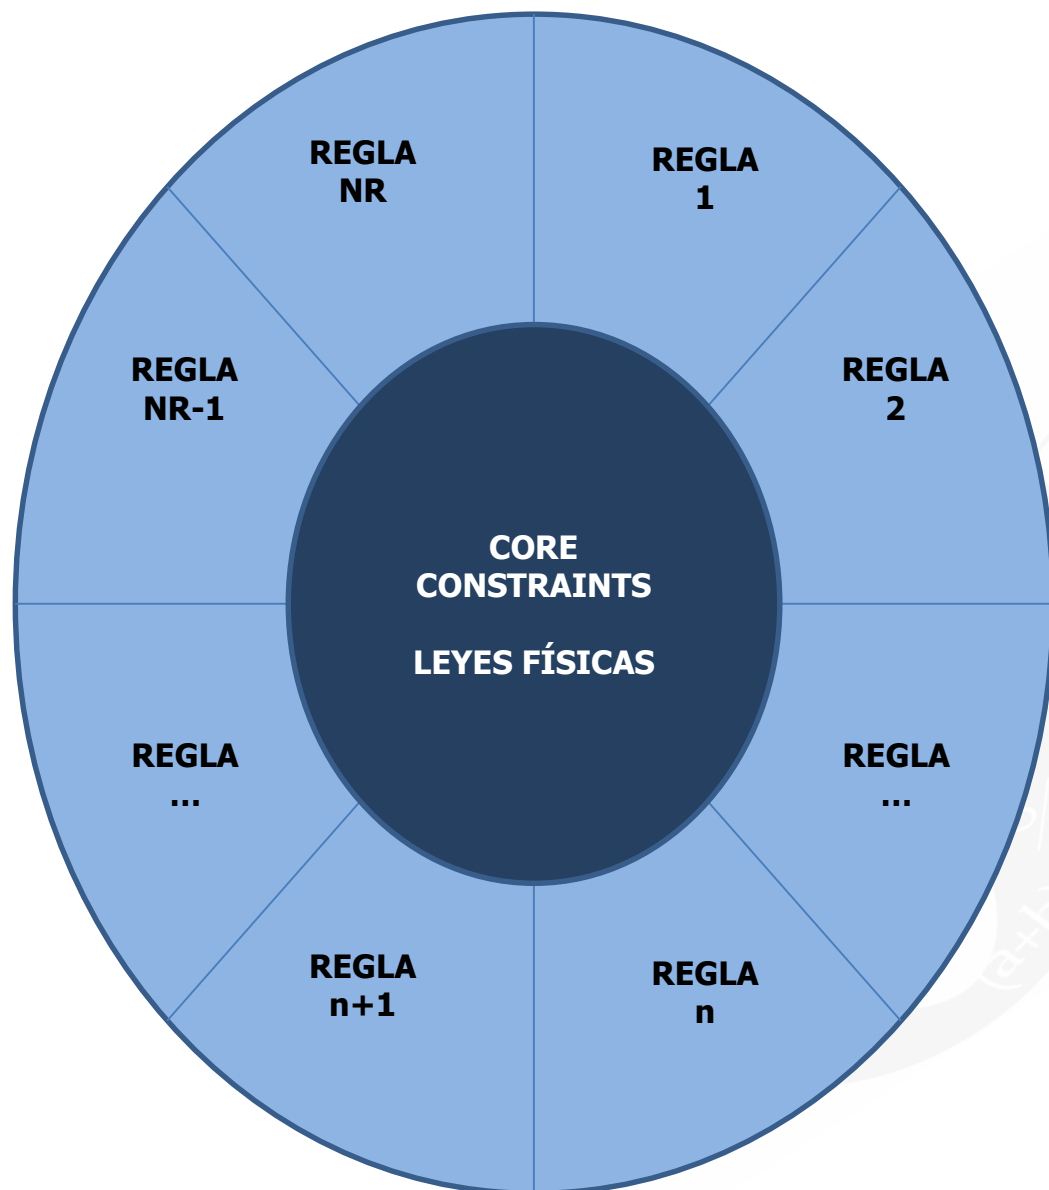 REGLA
NR
REGLA
1
REGLA
NR-1
REGLA
2
CORE
CONSTRAINTS
LEYES FÍSICAS
REGLA
...
REGLA
...
REGLA
n+1
REGLA
n